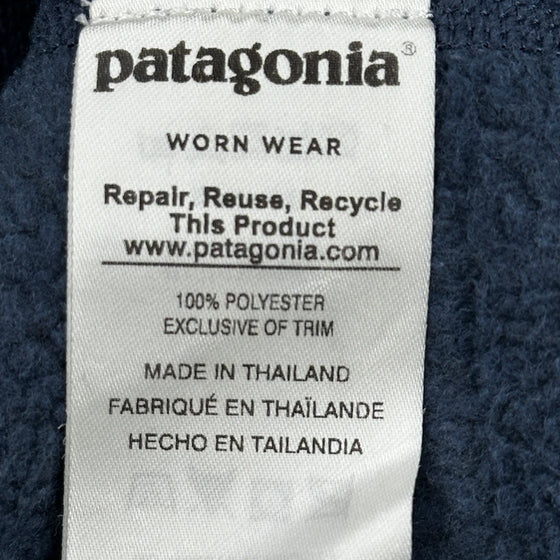 patagonia®
WORN WEAR
Repair, Reuse, Recycle
This Product
www.patagonia.com
100% POLYESTER
EXCLUSIVE OF TRIM
MADE IN THAILAND
FABRIQUÉ EN THAÏLANDE
HECHO EN TAILANDIA